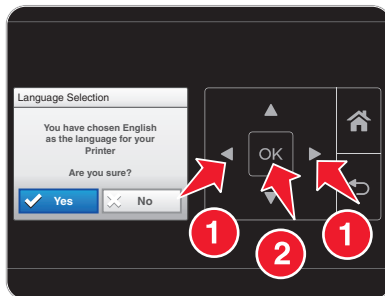 Language Selection
You have chosen English
as the language for your
Printer
Are you sure?
Yes
No
OK
1
2
1